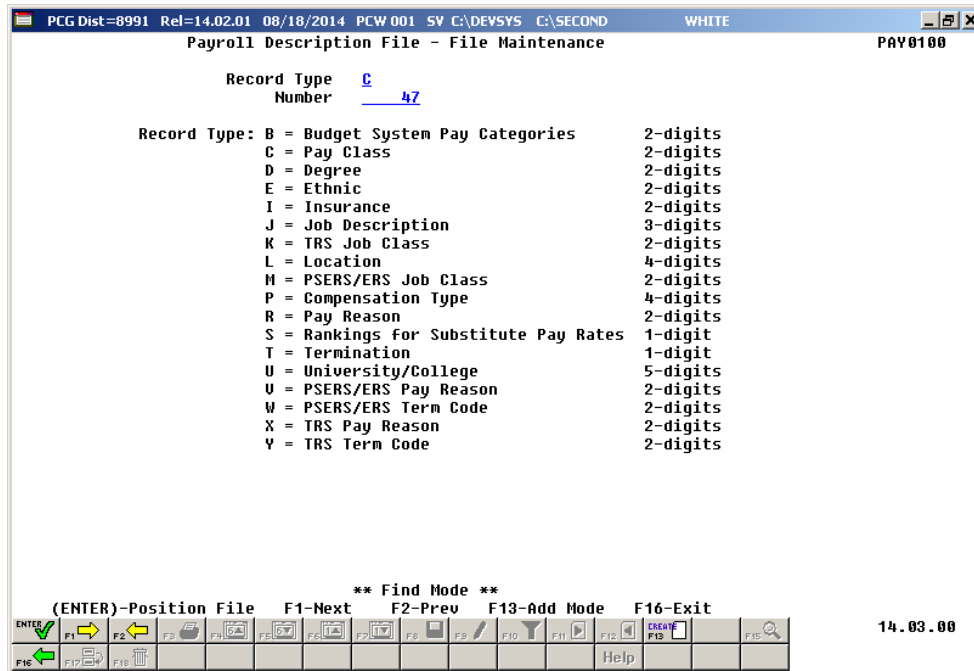 PCG Dist=8991 Rel=14.02.01 08/18/2014 PCW 001 SV C:\DEVSYS C:\SECOND WHITE
Payroll Description File - File Maintenance PAY0100
Record Type C
Number 47
Record Type: B = Budget System Pay Categories 2-digits
C = Pay Class 2-digits
D = Degree 2-digits
E = Ethnic 2-digits
I = Insurance 2-digits
J = Job Description 3-digits
K = TRS Job Class 2-digits
L = Location 4-digits
M = PSERS/ERS Job Class 2-digits
P = Compensation Type 4-digits
R = Pay Reason 2-digits
S = Rankings for Substitute Pay Rates 1-digit
T = Termination 1-digit
U = University/College 5-digits
V = PSERS/ERS Pay Reason 2-digits
W = PSERS/ERS Term Code 2-digits
X = TRS Pay Reason 2-digits
Y = TRS Term Code 2-digits
** Find Mode **
(ENTER)-Position File F1-Next F2-Prev F13-Add Mode F16-Exit
ENTER F1 F2 F3 F4 F5 F6 F7 F8 F9 F10 F11 F12 CREATE F13 F15 14.03.00
F16 F17 F18 Help